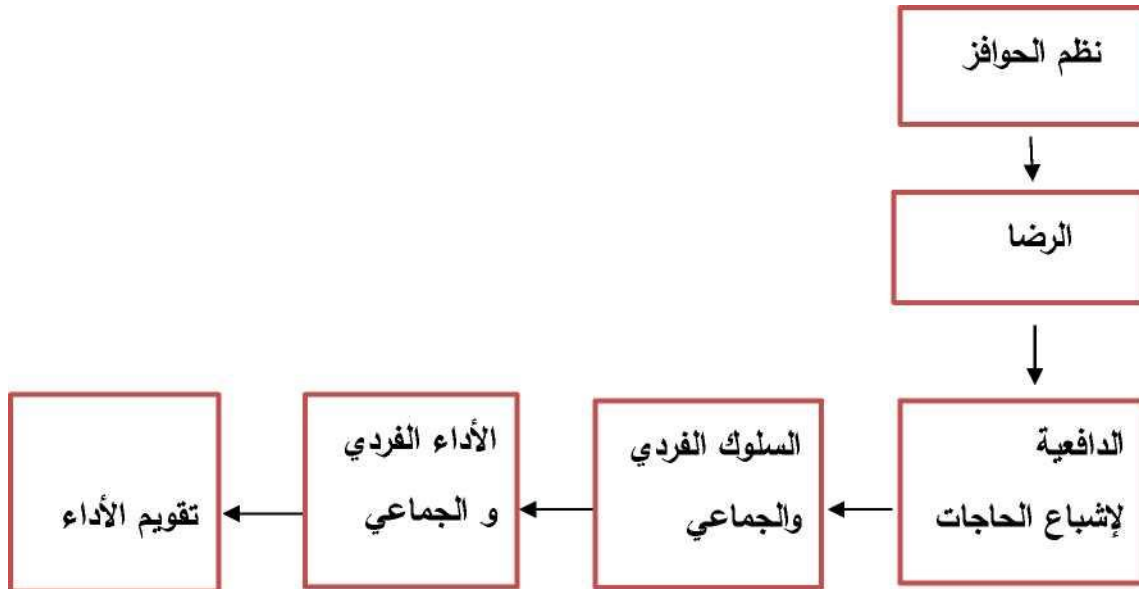 نظم الحوافز
الرضا
الدافعية
لإشباع الحاجات
السلوك الفردي
والجماعي
الأداء الفردي
و الجماعي
تقويم الأداء